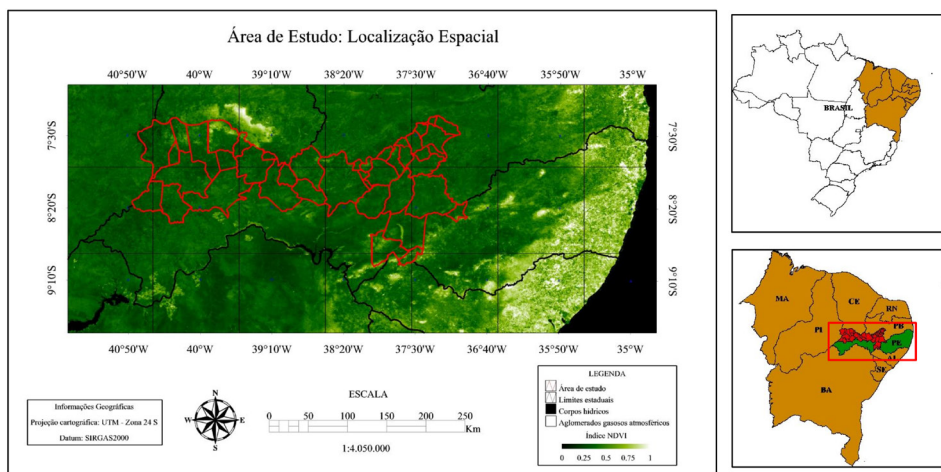 Área de Estudo: Localização Espacial
40°50'W 40°W 39°10'W 38°20'W 37°30'W 36°40'W 35°50'W 35°W
7°30'S
8°20'S
9°10'S
7°30'S
8°20'S
9°10'S
40°50'W 40°W 39°10'W 38°20'W 37°30'W 36°40'W 35°50'W 35°W
Informações Geográficas
Projeção cartográfica: UTM - Zona 24 S
Datum: SIRGAS2000
N
W E
S
ESCALA
0 50 100 150 200 250
Km
1:4.050.000
LEGENDA
Área de estudo
Limites estaduais
Corpos hídricos
Aglomerados gasosos atmosféricos
Índice NDVI
0 0.25 0.5 0.75 1
BRASIL
MA
CE
RN
PI
PB
PE
AL
SE
BA